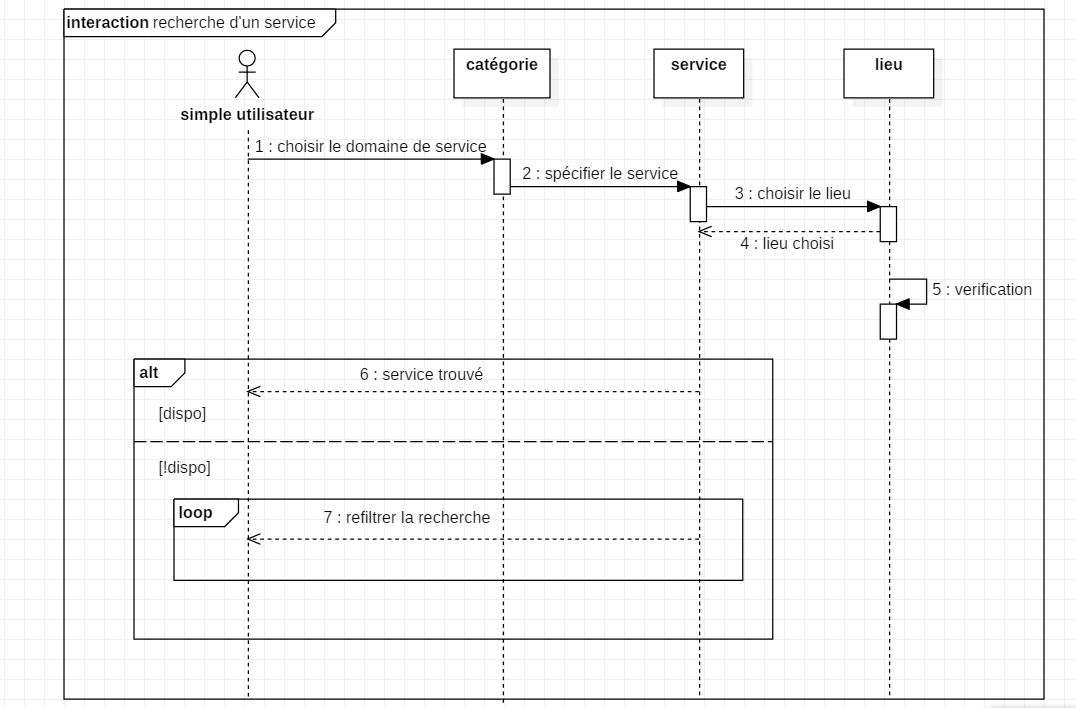 interaction recherche d'un service
catégorie
service
lieu
simple utilisateur
1 : choisir le domaine de service
2 : spécifier le service
3 : choisir le lieu
4 : lieu choisi
5 : verification
alt
6 : service trouvé
[dispo]
[!dispo]
loop
7 : refiltrer la recherche